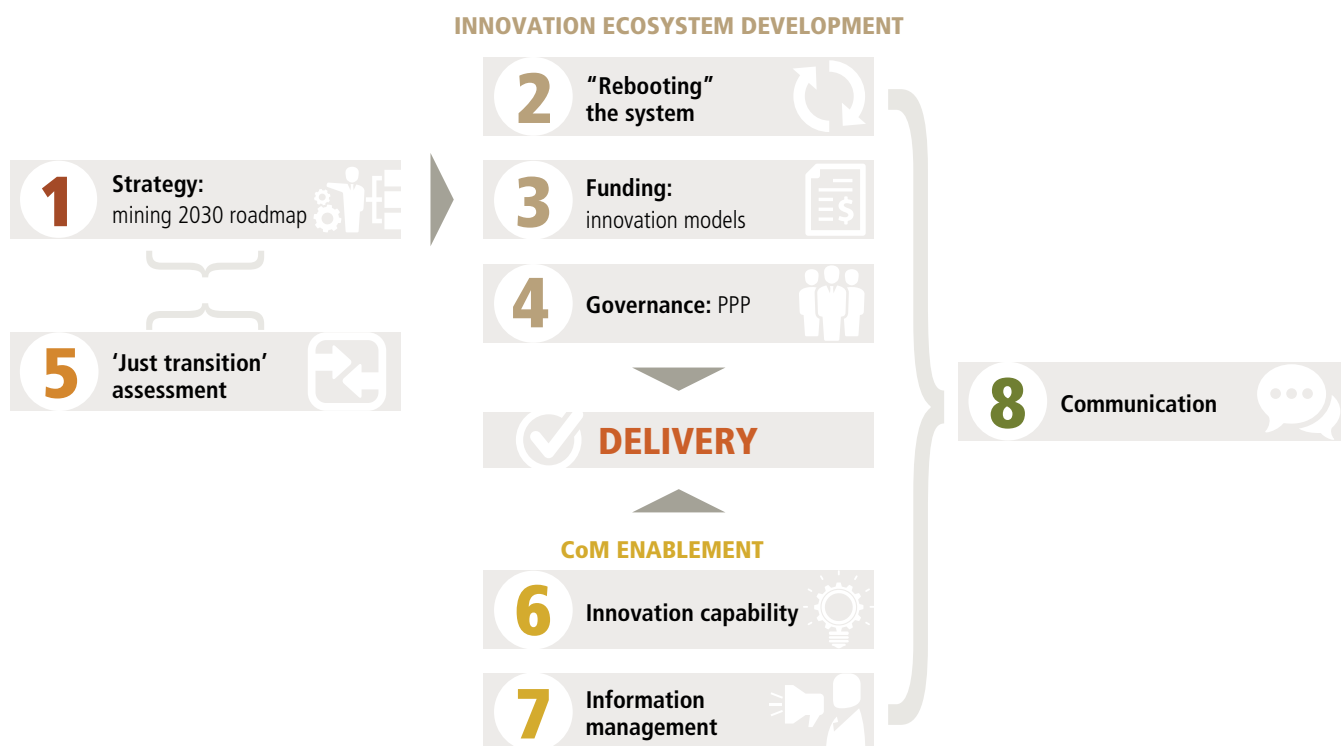 INNOVATION ECOSYSTEM DEVELOPMENT
1
Strategy:
mining 2030 roadmap
2
“Rebooting”
the system
3
Funding:
innovation models
$
4
Governance: PPP
5
‘Just transition’
assessment
DELIVERY
CoM ENABLEMENT
6
Innovation capability
7
Information
management
8
Communication